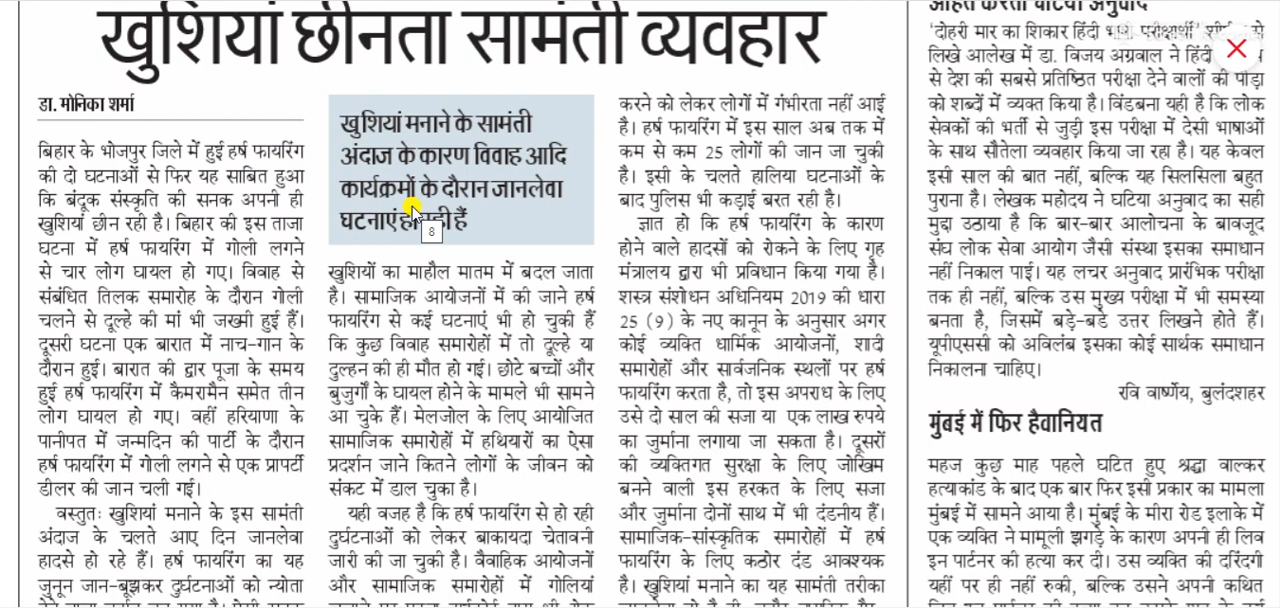 खुशियां छीनता सामंती व्यवहार
डा. मोनिका शर्मा
बिहार के भोजपुर जिले में हुई हर्ष फायरिंग
की दो घटनाओं से फिर यह साबित हुआ
कि बंदूक संस्कृति की सनक अपनी ही
खुशियां छीन रही है। बिहार की इस ताजा
घटना में हर्ष फायरिंग में गोली लगने
से चार लोग घायल हो गए। विवाह से
संबंधित तिलक समारोह के दौरान गोली
चलने से दूल्हे की मां भी जख्मी हुई हैं।
दूसरी घटना एक बारात में नाच-गान के
दौरान हुई। बारात की द्वार पूजा के समय
हुई हर्ष फायरिंग में कैमरामैन समेत तीन
लोग घायल हो गए। वहीं हरियाणा के
पानीपत में जन्मदिन की पार्टी के दौरान
हर्ष फायरिंग में गोली लगने से एक प्रापर्टी
डीलर की जान चली गई।
वस्तुतः खुशियां मनाने के इस सामंती
अंदाज के चलते आए दिन जानलेवा
हादसे हो रहे हैं। हर्ष फायरिंग का यह
जुनून जान-बूझकर दुर्घटनाओं को न्योता
खुशियां मनाने के सामंती
अंदाज के कारण विवाह आदि
कार्यक्रमों के दौरान जानलेवा
घटनाएं हो रही हैं
8
खुशियों का माहौल मातम में बदल जाता
है। सामाजिक आयोजनों में की जाने हर्ष
फायरिंग से कई घटनाएं भी हो चुकी हैं
कि कुछ विवाह समारोहों में तो दूल्हे या
दुल्हन की ही मौत हो गई। छोटे बच्चों और
बुजुर्गों के घायल होने के मामले भी सामने
आ चुके हैं। मेलजोल के लिए आयोजित
सामाजिक समारोहों में हथियारों का ऐसा
प्रदर्शन जाने कितने लोगों के जीवन को
संकट में डाल चुका है।
यही वजह है कि हर्ष फायरिंग से हो रही
दुर्घटनाओं को लेकर बाकायदा चेतावनी
जारी की जा चुकी है। वैवाहिक आयोजनों
और सामाजिक समारोहों में गोलियां
करने को लेकर लोगों में गंभीरता नहीं आई
है। हर्ष फायरिंग में इस साल अब तक में
कम से कम 25 लोगों की जान जा चुकी
है। इसी के चलते हालिया घटनाओं के
बाद पुलिस भी कड़ाई बरत रही है।
ज्ञात हो कि हर्ष फायरिंग के कारण
होने वाले हादसों को रोकने के लिए गृह
मंत्रालय द्वारा भी प्रविधान किया गया है।
शस्त्र संशोधन अधिनियम 2019 की धारा
25 (9) के नए कानून के अनुसार अगर
कोई व्यक्ति धार्मिक आयोजनों, शादी
समारोहों और सार्वजनिक स्थलों पर हर्ष
फायरिंग करता है, तो इस अपराध के लिए
उसे दो साल की सजा या एक लाख रुपये
का जुर्माना लगाया जा सकता है। दूसरों
की व्यक्तिगत सुरक्षा के लिए जोखिम
बनने वाली इस हरकत के लिए सजा
और जुर्माना दोनों साथ में भी दंडनीय हैं।
सामाजिक-सांस्कृतिक समारोहों में हर्ष
फायरिंग के लिए कठोर दंड आवश्यक
है। खुशियां मनाने का यह सामंती तरीका
अहित करता घटिया अनुवाद
'दोहरी मार का शिकार हिंदी भाषी परीक्षार्थी' शीर्षक से
लिखे आलेख में डा. विजय अग्रवाल ने हिंदी
से देश की सबसे प्रतिष्ठित परीक्षा देने वालों की पीड़ा
को शब्दों में व्यक्त किया है। विडंबना यही है कि लोक
सेवकों की भर्ती से जुड़ी इस परीक्षा में देसी भाषाओं
के साथ सौतेला व्यवहार किया जा रहा है। यह केवल
इसी साल की बात नहीं, बल्कि यह सिलसिला बहुत
पुराना है। लेखक महोदय ने घटिया अनुवाद का सही
मुद्दा उठाया है कि बार-बार आलोचना के बावजूद
संघ लोक सेवा आयोग जैसी संस्था इसका समाधान
नहीं निकाल पाई। यह लचर अनुवाद प्रारंभिक परीक्षा
तक ही नहीं, बल्कि उस मुख्य परीक्षा में भी समस्या
बनता है, जिसमें बड़े-बडे उत्तर लिखने होते हैं।
यूपीएससी को अविलंब इसका कोई सार्थक समाधान
निकालना चाहिए।
रवि वार्ष्णेय, बुलंदशहर
मुंबई में फिर हैवानियत
महज कुछ माह पहले घटित हुए श्रद्धा वाल्कर
हत्याकांड के बाद एक बार फिर इसी प्रकार का मामला
मुंबई में सामने आया है। मुंबई के मीरा रोड इलाके में
एक व्यक्ति ने मामूली झगड़े के कारण अपनी ही लिव
इन पार्टनर की हत्या कर दी। उस व्यक्ति की दरिंदगी
यहीं पर ही नहीं रुकी, बल्कि उसने अपनी कथित